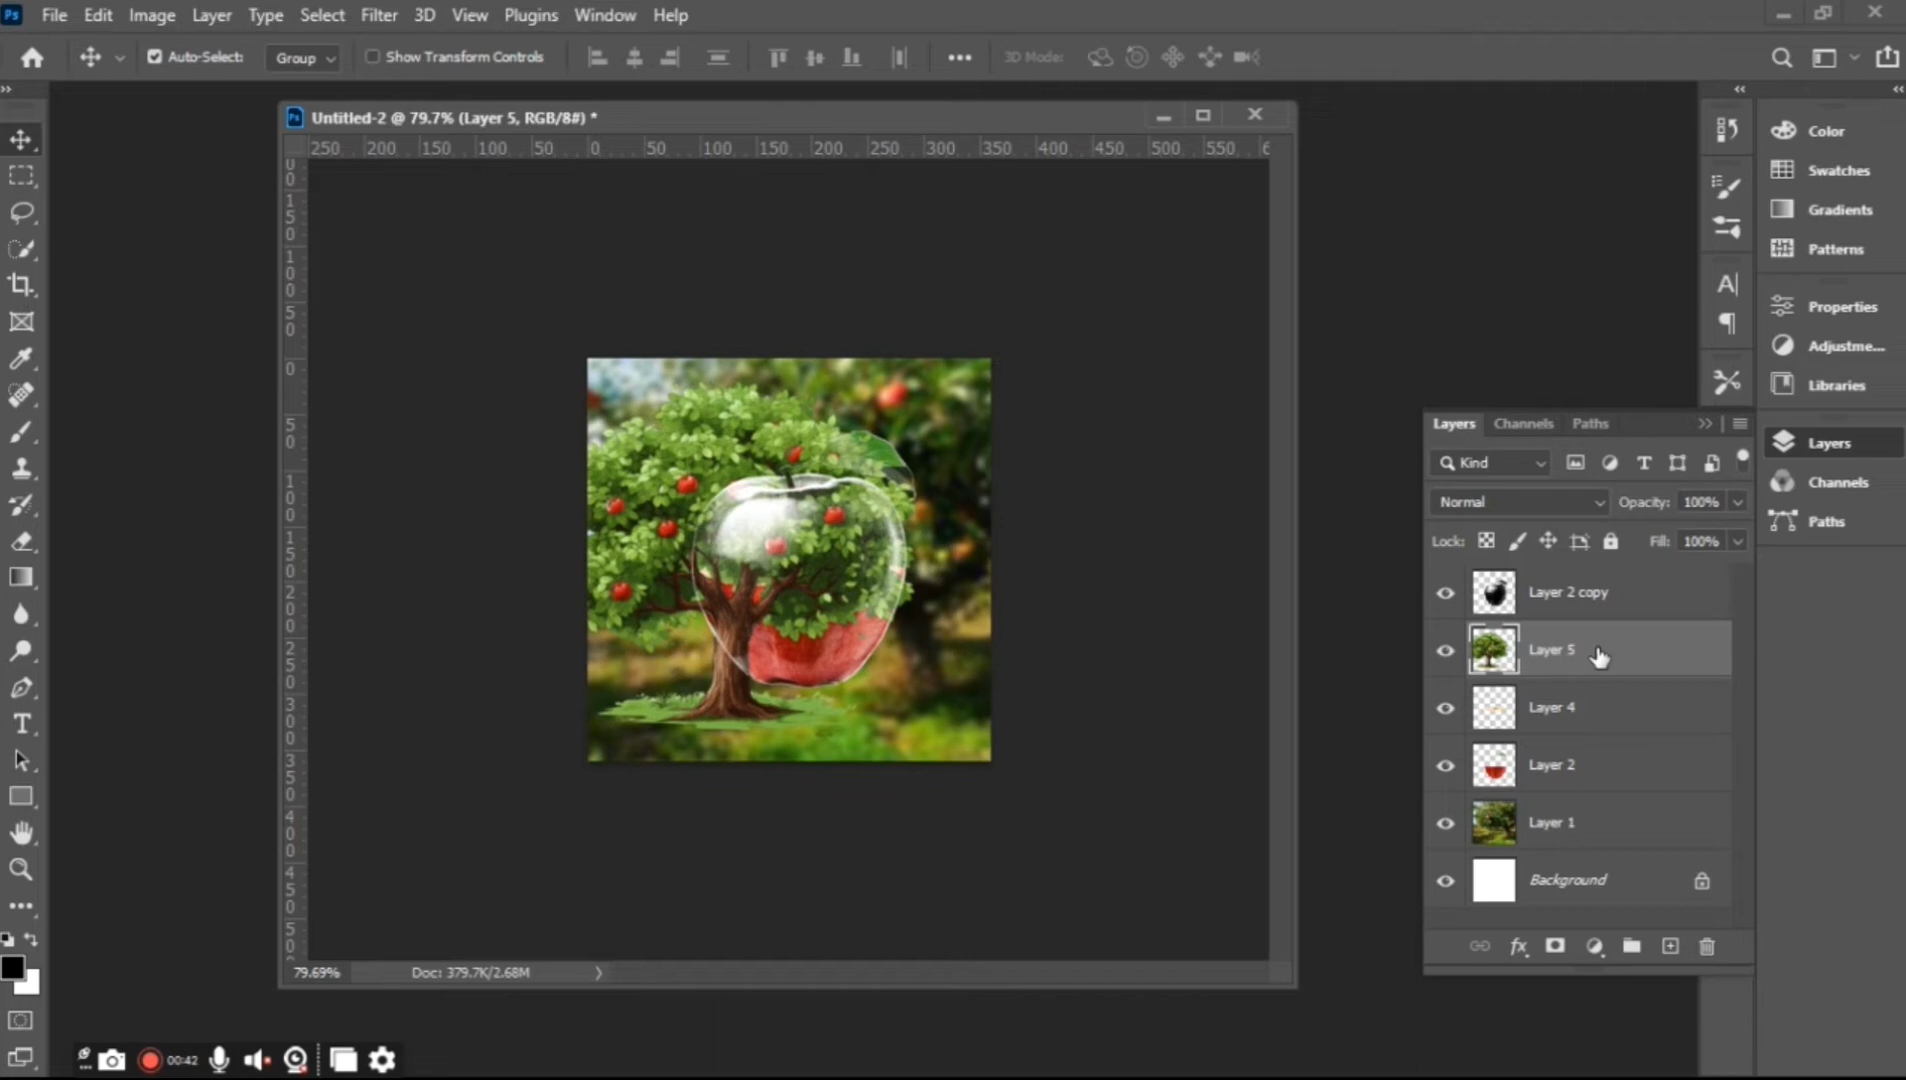 Ps File Edit Image Layer Type Select Filter 3D View Plugins Window Help
Auto-Select: Group Show Transform Controls 3D Mode:
Ps Untitled-2 @ 79.7% (Layer 5, RGB/8#) *
250 200 150 100 50 0 50 100 150 200 250 300 350 400 450 500 550 6
Color
Swatches
Gradients
Patterns
Properties
Adjustme...
Libraries
Layers
Channels
Paths
Layers Channels Paths
Kind
Normal Opacity: 100%
Lock: Fill: 100%
Layer 2 copy
Layer 5
Layer 4
Layer 2
Layer 1
Background
fx
79.69% Doc: 379.7K/2.68M
00:42